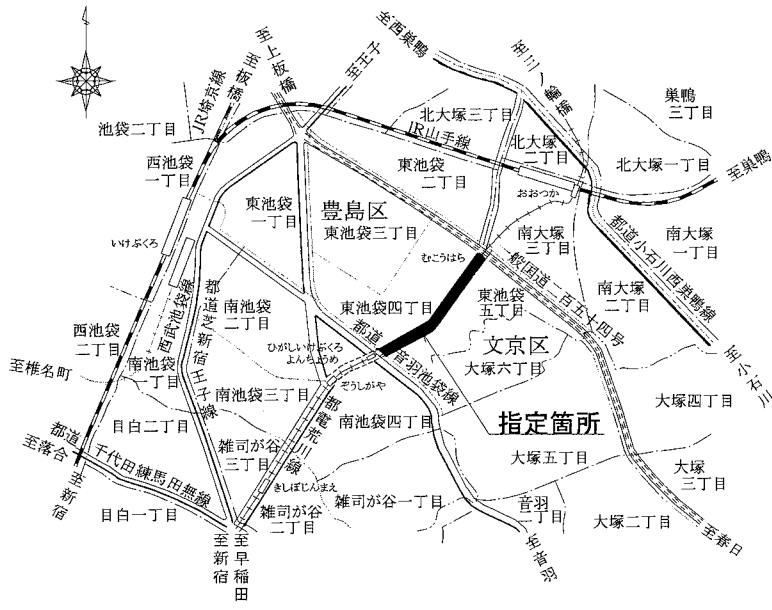 至西巣鴨
至三ノ輪橋
至上板橋
至板橋
JR埼京線
至王子
巣鴨
三丁目
北大塚三丁目
池袋二丁目
JR山手線
北大塚
二丁目
北大塚一丁目
至巣鴨
西池袋
一丁目
東池袋
二丁目
おおつか
東池袋
一丁目
豊島区
東池袋三丁目
南大塚
三丁目
都道小石川西巣鴨線
南大塚
一丁目
いけぶくろ
むこうはら
一般国道二百五十四号
南大塚
二丁目
西武池袋線
都道芝新宿王子線
南池袋
二丁目
東池袋四丁目
東池袋
五丁目
西池袋
二丁目
都道
音羽池袋線
文京区
大塚六丁目
至小石川
至椎名町
南池袋
一丁目
ひがしいけぶくろ
よんちょうめ
ぞうしがや
南池袋三丁目
都電荒川線
南池袋四丁目
指定箇所
大塚四丁目
目白二丁目
都道
千代田練馬田無線
至落合
至新宿
雑司が谷
三丁目
大塚五丁目
大塚
三丁目
きしぼじんまえ
目白一丁目
雑司が谷
二丁目
雑司が谷一丁目
音羽
二丁目
大塚二丁目
至春日
至新宿
至早稲田
至音羽